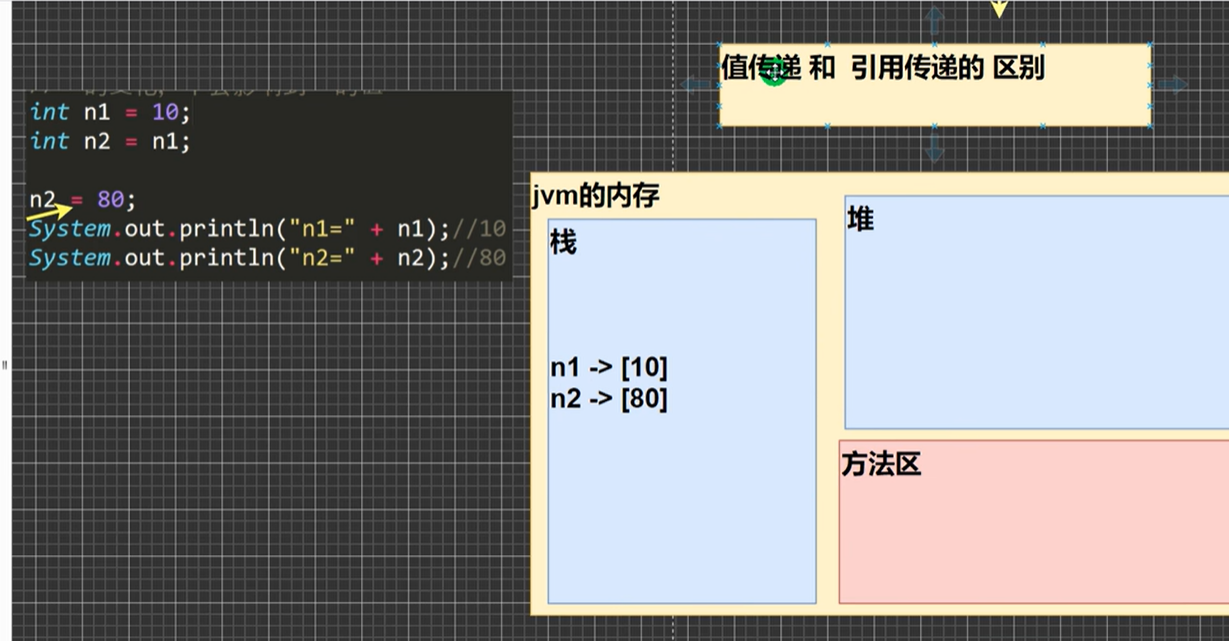 int n1 = 10;
int n2 = n1;
n2 = 80;
System.out.println("n1=" + n1);//10
System.out.println("n2=" + n2);//80
值传递 和 引用传递的 区别
jvm的内存
栈
n1 -> [10]
n2 -> [80]
堆
方法区